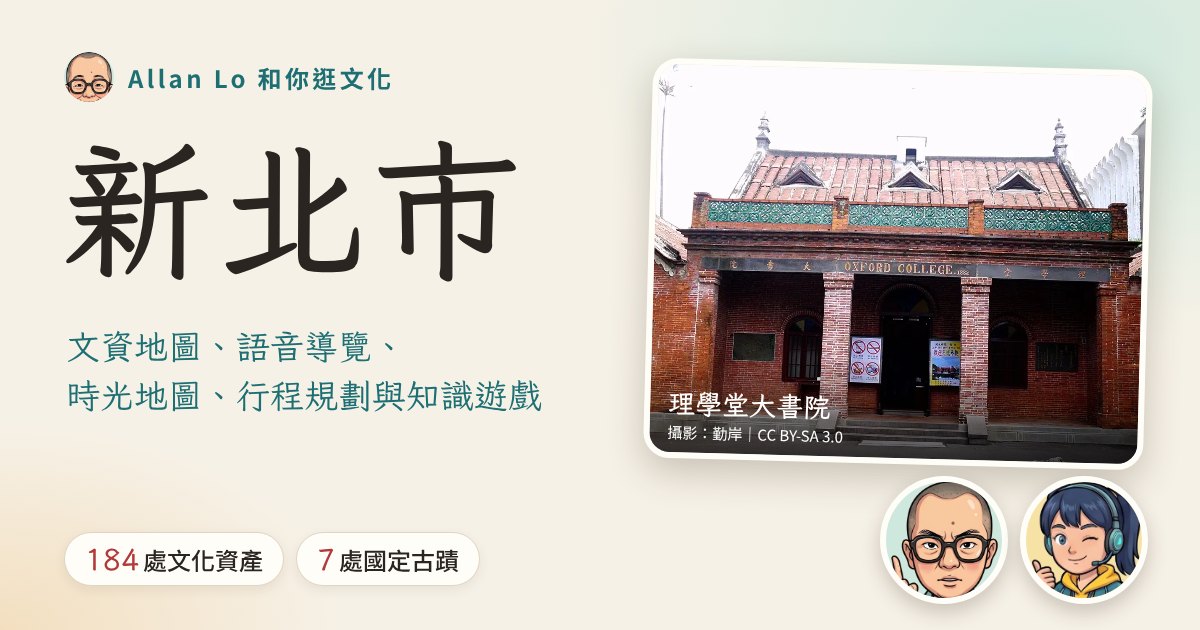 Allan Lo 和你逛文化
新北市
文資地圖、語音導覽、
時光地圖、行程規劃與知識遊戲
184 處文化資產
7 處國定古蹟
OXFORD COLLEGE.
理學堂大書院
攝影：勤岸｜CC BY-SA 3.0